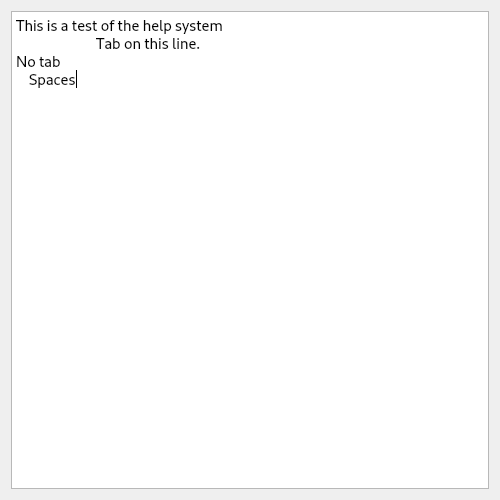 This is a test of the help system
	Tab on this line.
No tab
    Spaces